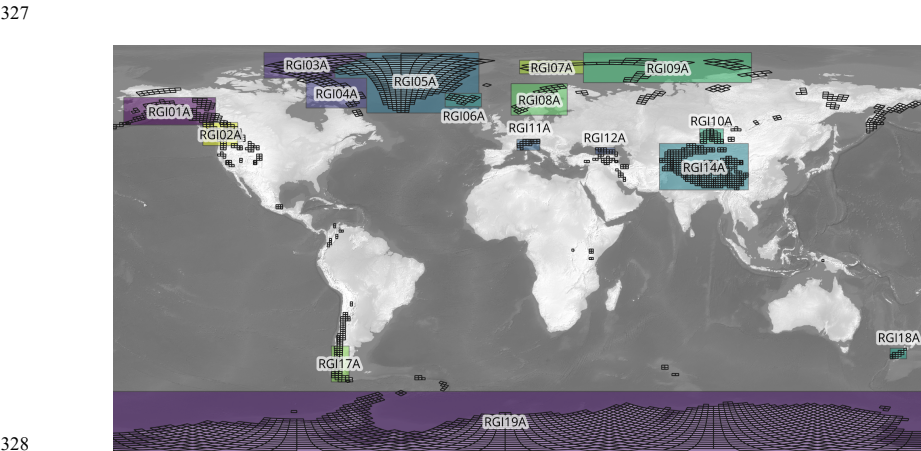 327
RGI03A
RGI07A
RGI09A
RGI05A
RGI04A
RGI08A
RGI01A
RGI06A
RGI10A
RGI11A
RGI02A
RGI12A
RGI14A
RGI18A
RGI17A
RGI19A
328